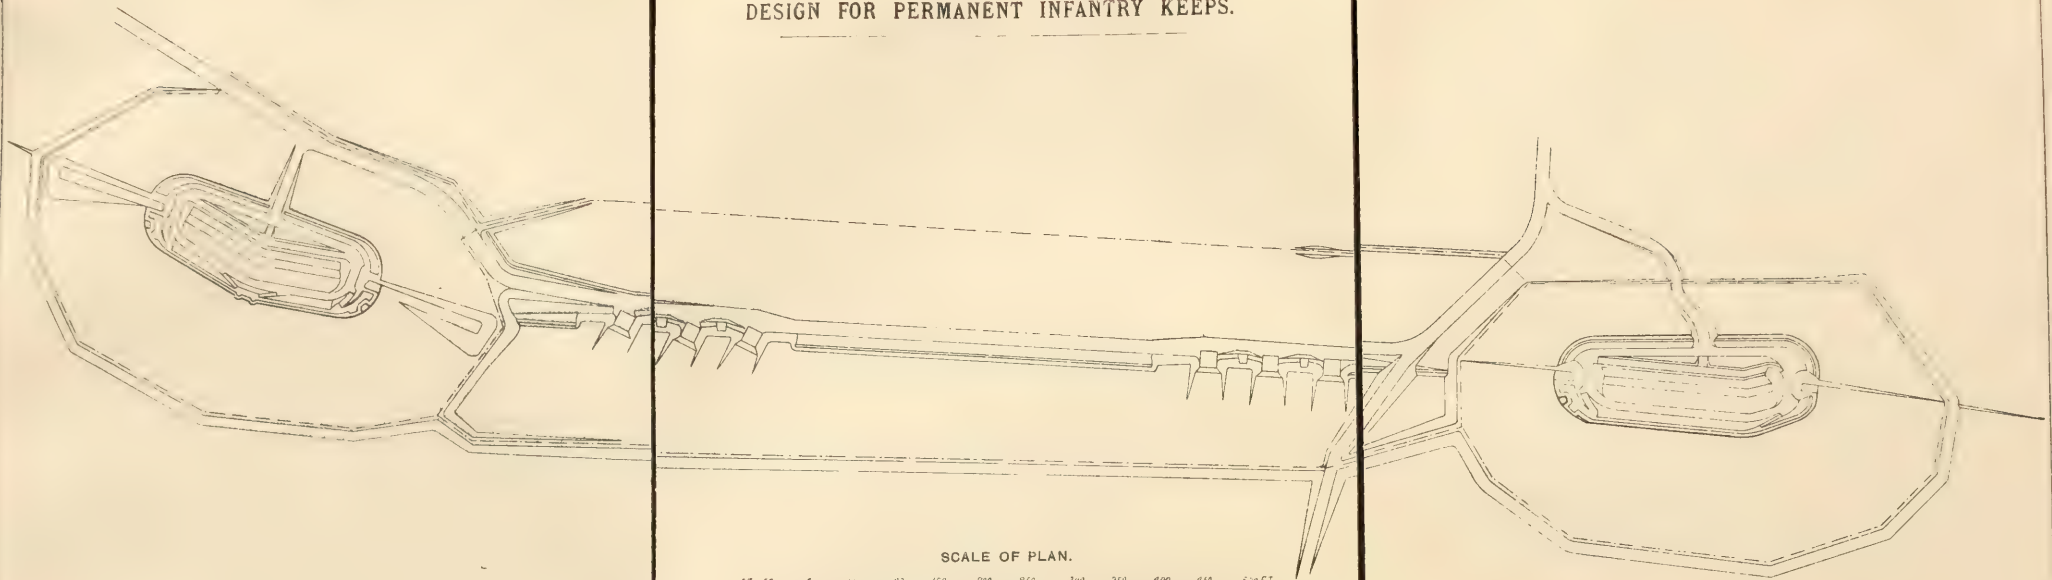 DESIGN FOR PERMANENT INFANTRY KEEPS.
SCALE OF PLAN.